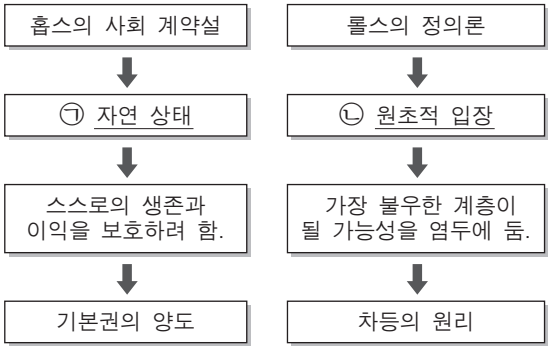 홉스의 사회 계약설
㉠ 자연 상태
스스로의 생존과
이익을 보호하려 함.
기본권의 양도
롤스의 정의론
㉡ 원초적 입장
가장 불우한 계층이
될 가능성을 염두에 둠.
차등의 원리